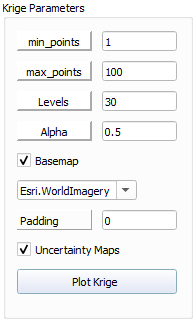 Krige Parameters
min_points 1
max_points 100
Levels 30
Alpha 0.5
Basemap
Esri.WorldImagery
Padding 0
Uncertainty Maps
Plot Krige